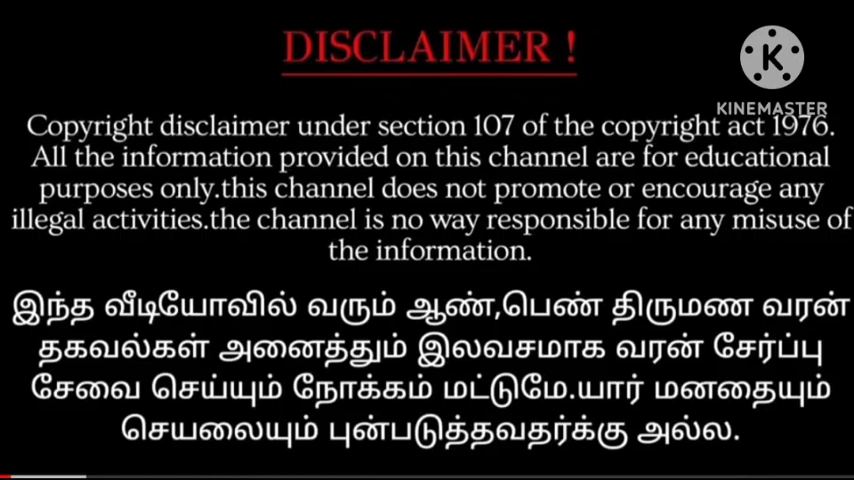 DISCLAIMER !
KINEMASTER
Copyright disclaimer under section 107 of the copyright act 1976.
All the information provided on this channel are for educational
purposes only.this channel does not promote or encourage any
illegal activities.the channel is no way responsible for any misuse of
the information.
இந்த வீடியோவில் வரும் ஆண்,பெண் திருமண வரன்
தகவல்கள் அனைத்தும் இலவசமாக வரன் சேர்ப்பு
சேவை செய்யும் நோக்கம் மட்டுமே.யார் மனதையும்
செயலையும் புன்படுத்தவதர்க்கு அல்ல.